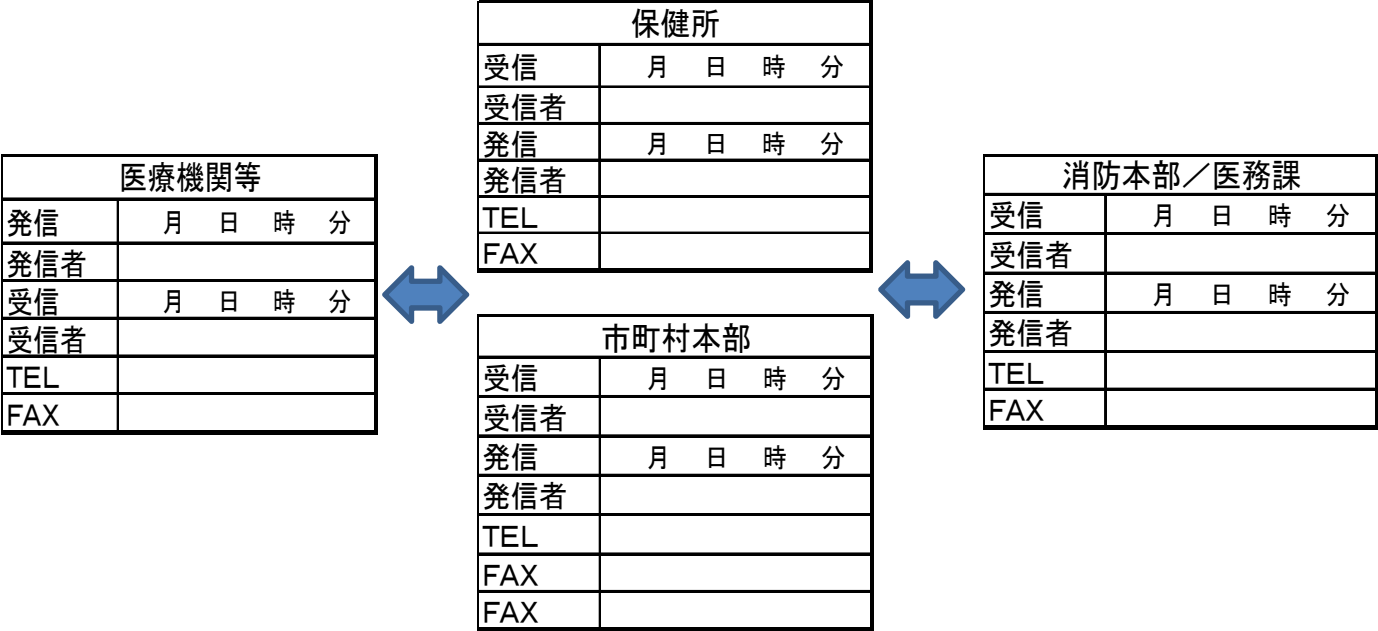 医療機関等
発信 月 日 時 分
発信者
受信 月 日 時 分
受信者
TEL
FAX
保健所
受信 月 日 時 分
受信者
発信 月 日 時 分
発信者
TEL
FAX
市町村本部
受信 月 日 時 分
受信者
発信 月 日 時 分
発信者
TEL
FAX
FAX
消防本部／医務課
受信 月 日 時 分
受信者
発信 月 日 時 分
発信者
TEL
FAX